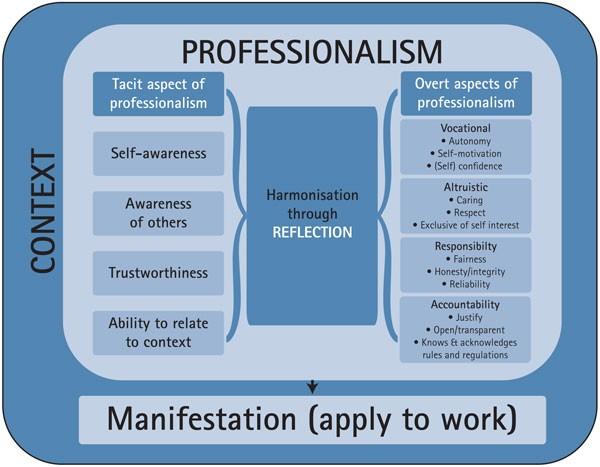 PROFESSIONALISM
CONTEXT
Tacit aspect of
professionalism
Self-awareness
Awareness
of others
Trustworthiness
Ability to relate
to context
Harmonisation
through
REFLECTION
Overt aspects of
professionalism
Vocational
• Autonomy
• Self-motivation
• (Self) confidence
Altruistic
• Caring
• Respect
• Exclusive of self interest
Responsibilty
• Fairness
• Honesty/integrity
• Reliability
Accountability
• Justify
• Open/transparent
• Knows & acknowledges
rules and regulations
Manifestation (apply to work)